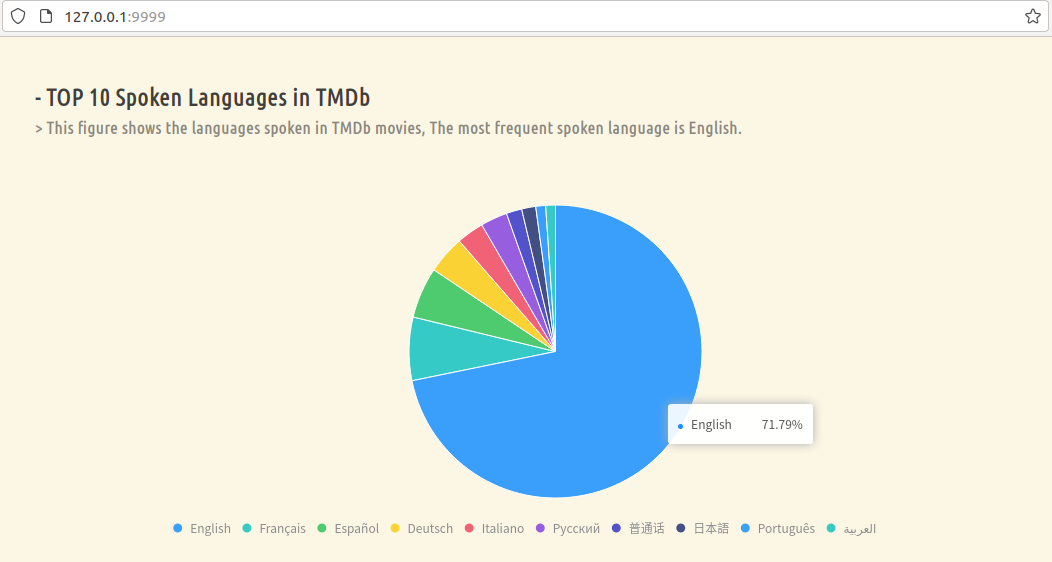 127.0.0.1:9999
- TOP 10 Spoken Languages in TMDb
> This figure shows the languages spoken in TMDb movies, The most frequent spoken language is English.
English 71.79%
English Français Español Deutsch Italiano Русский 普通话 日本語 Português العربية